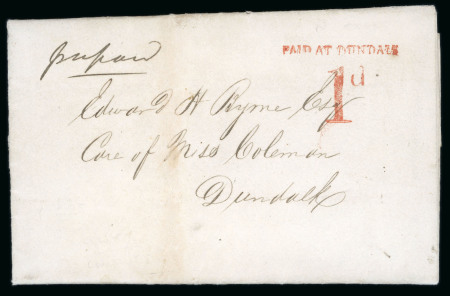 prepaid
PAID AT DUNDALK
1d
Edward H Byrne Esq
Care of Miss Coleman
Dundalk